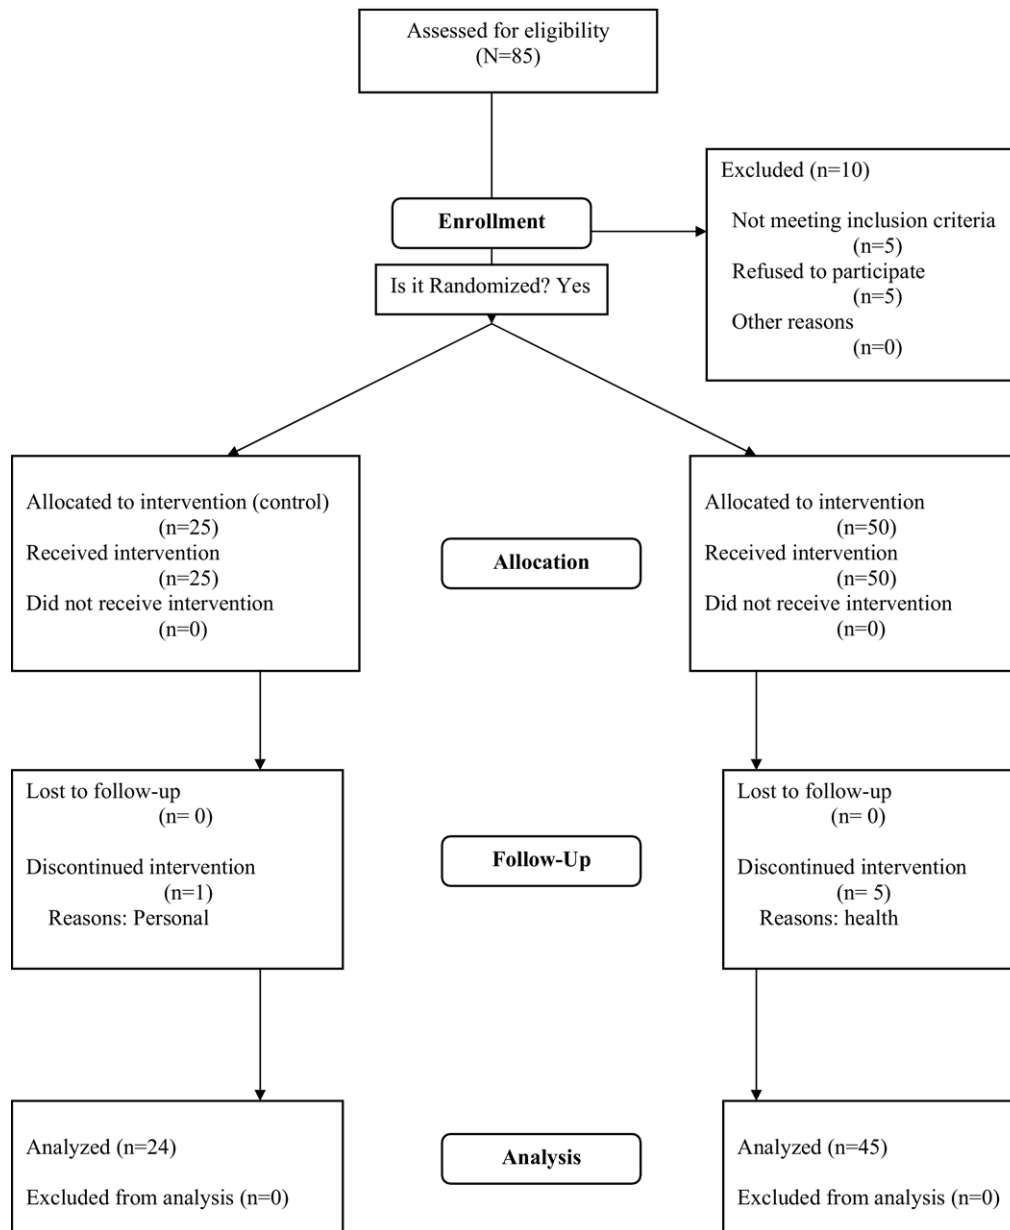 Assessed for eligibility
(N=85)
Excluded (n=10)
Not meeting inclusion criteria
(n=5)
Refused to participate
(n=5)
Other reasons
(n=0)
Enrollment
Is it Randomized? Yes
Allocated to intervention (control)
(n=25)
Received intervention
(n=25)
Did not receive intervention
(n=0)
Allocation
Allocated to intervention
(n=50)
Received intervention
(n=50)
Did not receive intervention
(n=0)
Lost to follow-up
(n= 0)
Discontinued intervention
(n=1)
Reasons: Personal
Follow-Up
Lost to follow-up
(n= 0)
Discontinued intervention
(n= 5)
Reasons: health
Analyzed (n=24)
Excluded from analysis (n=0)
Analysis
Analyzed (n=45)
Excluded from analysis (n=0)